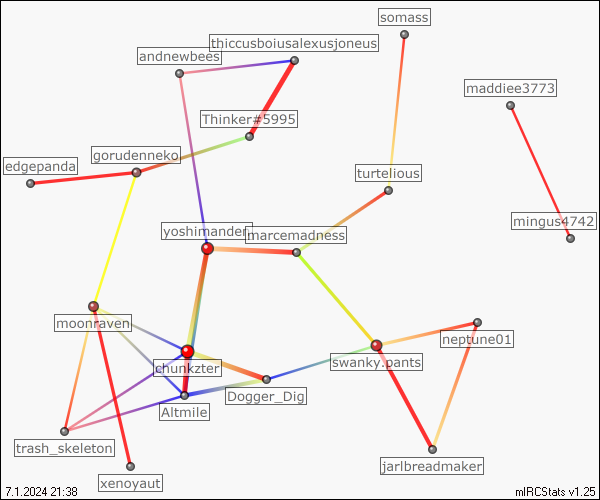 somass
thiccusboiusalexusjoneus
andnewbees
maddiee3773
Thinker#5995
gorudenneko
edgepanda
turtelious
mingus4742
yoshimander
marcemadness
moonraven
neptune01
swanky.pants
chunkzter
Dogger_Dig
Altmile
trash_skeleton
jarlbreadmaker
xenoyaut
7.1.2024 21:38
mIRCStats v1.25